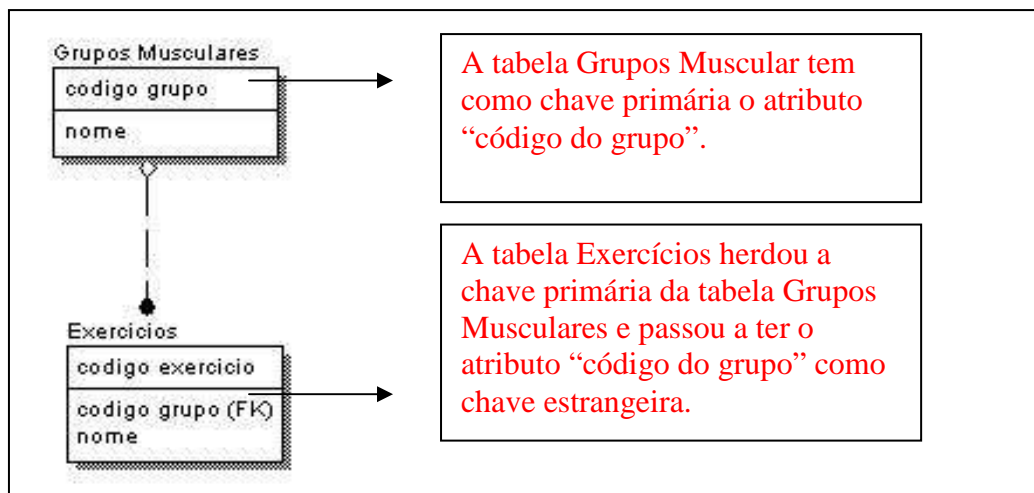 Grupos Musculares
codigo grupo
nome
A tabela Grupos Muscular tem
como chave primária o atributo
“código do grupo”.
Exercicios
codigo exercicio
codigo grupo (FK)
nome
A tabela Exercícios herdou a
chave primária da tabela Grupos
Musculares e passou a ter o
atributo “código do grupo” como
chave estrangeira.